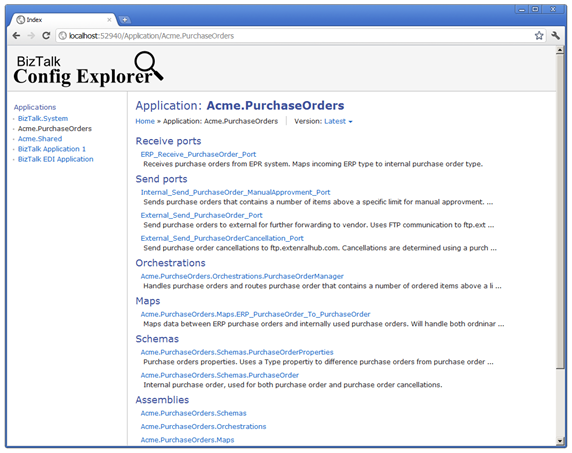 Index
localhost:52940/Application/Acme.PurchaseOrders
BizTalk
Config Explorer
Applications
BizTalk.System
Acme.PurchaseOrders
Acme.Shared
BizTalk Application 1
BizTalk EDI Application
Application: Acme.PurchaseOrders
Home » Application: Acme.PurchaseOrders Version: Latest
Receive ports
ERP_Receive_PurchaseOrder_Port
Receives purchase orders from EPR system. Maps incoming ERP type to internal purchase order type.
Send ports
Internal_Send_PurchaseOrder_ManualApprovment_Port
Sends purchase orders that contains a number of items above a specific limit for manual approvment. ...
External_Send_PurchaseOrder_Port
Send purchase orders to external for further forwarding to vendor. Uses FTP communication to ftp.ext ...
External_Send_PurchaseOrderCancellation_Port
Send purchase order cancellations to ftp.extenralhub.com. Cancellations are determined using a purch ...
Orchestrations
Acme.PurchseOrders.Orchestrations.PurchaseOrderManager
Handles purchase orders and routes purchase order that contains a number of ordered items above a li ...
Maps
Acme.PurchaseOrders.Maps.ERP_PurchaseOrder_To_PurchaseOrder
Maps data between ERP purchase orders and internally used purchase orders. Will handle both ordninar ...
Schemas
Acme.PurchaseOrders.Schemas.PurchaseOrderProperties
Purchase orders properties. Uses a Type propertiy to difference purchase orders from purchase order ...
Acme.PurchaseOrders.Schemas.PurchaseOrder
Internal purchase order, used for both purchase order and purchase order cancellations.
Assemblies
Acme.PurchaseOrders.Schemas
Acme.PurchaseOrders.Orchestrations
Acme.PurchaseOrders.Maps